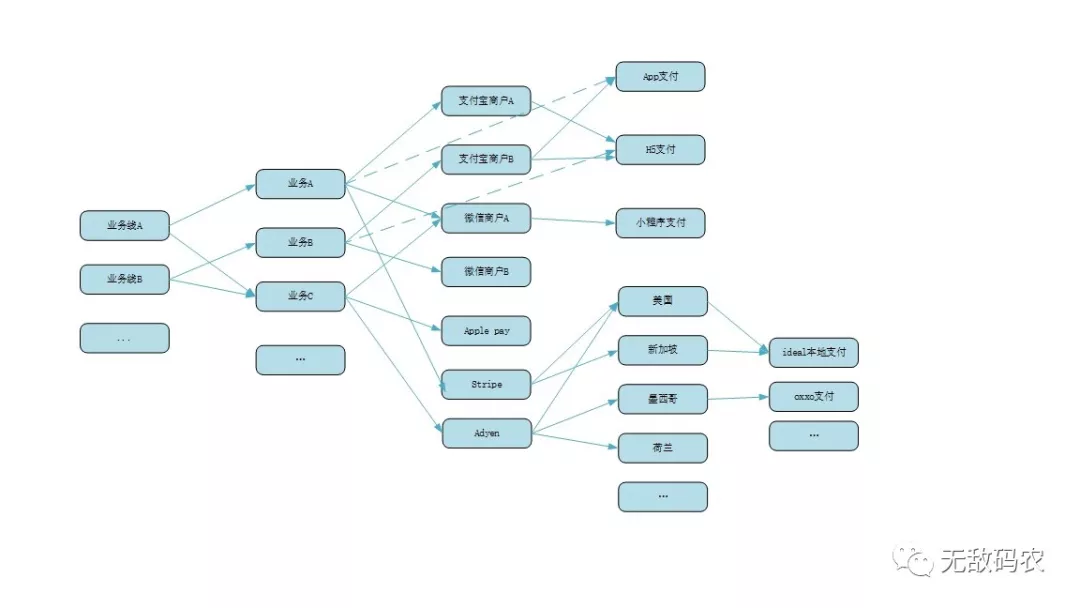 业务线A
业务线B
...
业务A
业务B
业务C
...
支付宝商户A
支付宝商户B
微信商户A
微信商户B
Apple pay
Stripe
Adyen
App支付
H5支付
小程序支付
美国
新加坡
墨西哥
荷兰
...
ideal本地支付
oxxo支付
...
无敌码农